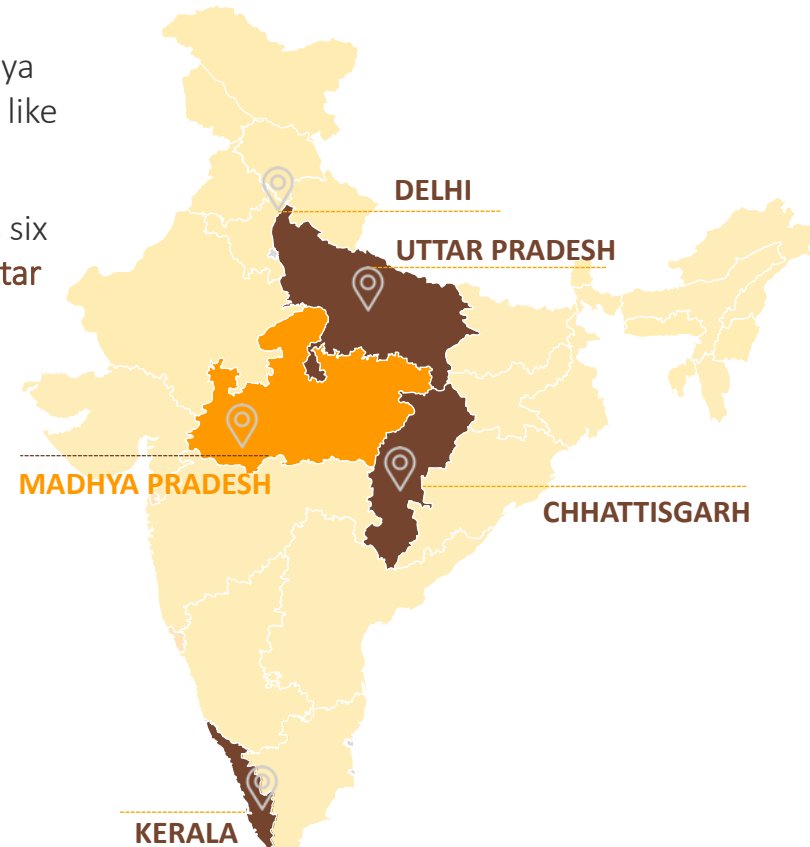 ya
like
six
tar
DELHI
UTTAR PRADESH
MADHYA PRADESH
CHHATTISGARH
KERALA